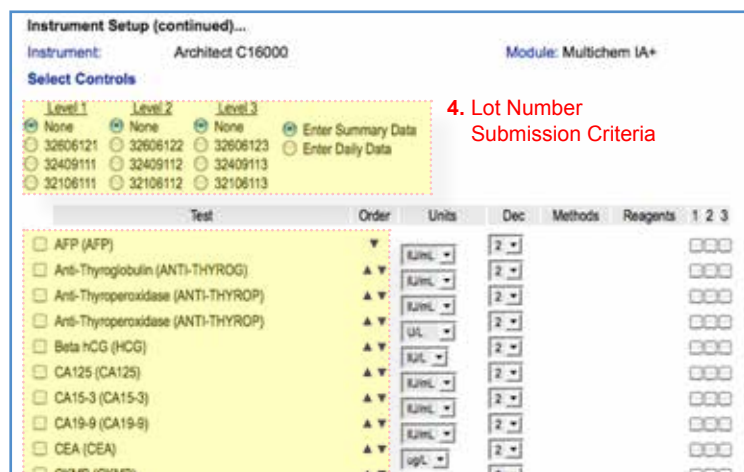 Instrument Setup (continued)...
Instrument: Architect C16000 Module: Multichem IA+
Select Controls
Level 1 Level 2 Level 3
None None None Enter Summary Data
32606121 32606122 32606123 Enter Daily Data
32409111 32409112 32409113
32106111 32106112 32106113
4. Lot Number
Submission Criteria
Test Order Units Dec Methods Reagents 1 2 3
AFP (AFP) IU/mL 2
Anti-Thyroglobulin (ANTI-THYROG) IU/mL 2
Anti-Thyroperoxidase (ANTI-THYROP) IU/mL 2
Anti-Thyroperoxidase (ANTI-THYROP) U/L 2
Beta hCG (HCG) IU/L 2
CA125 (CA125) IU/mL 2
CA15-3 (CA15-3) IU/mL 2
CA19-9 (CA19-9) IU/mL 2
CEA (CEA) ug/L 2